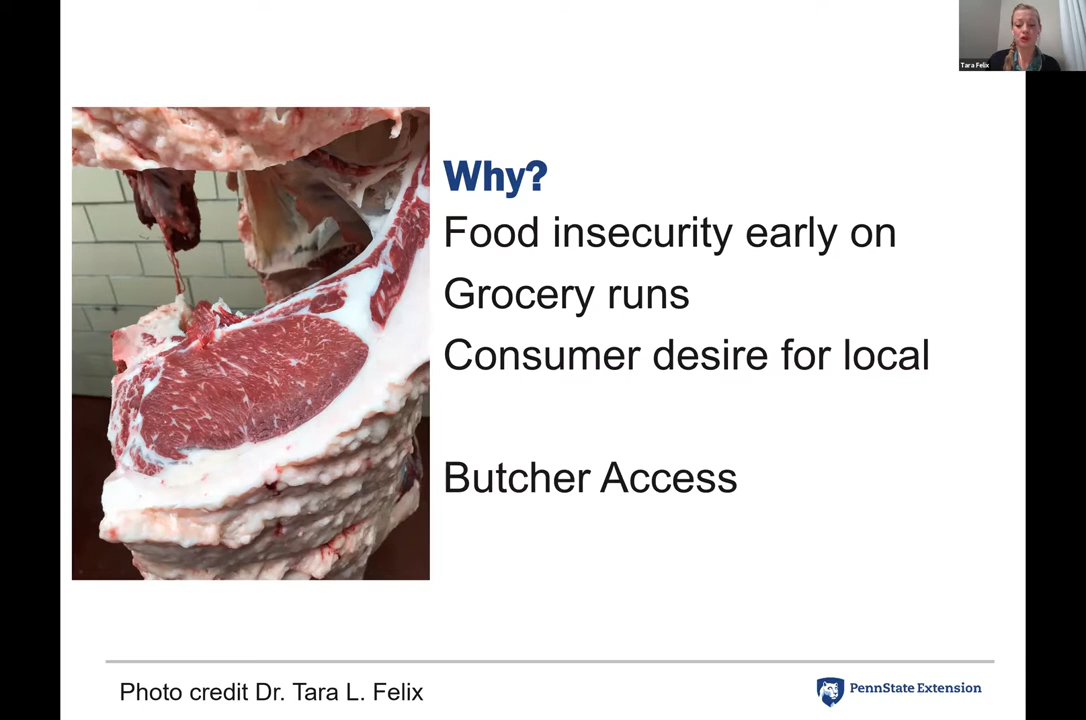 Tara Felix
Why?
Food insecurity early on
Grocery runs
Consumer desire for local
Butcher Access
Photo credit Dr. Tara L. Felix
PennState Extension